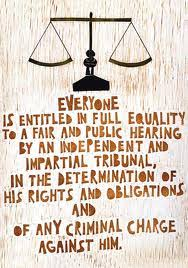 EVERYONE
IS ENTITLED IN FULL EQUALITY
TO A FAIR AND PUBLIC HEARING
BY AN INDEPENDENT AND
IMPARTIAL TRIBUNAL,
IN THE DETERMINATION OF
HIS RIGHTS AND OBLIGATIONS
AND
OF ANY CRIMINAL CHARGE
AGAINST HIM.